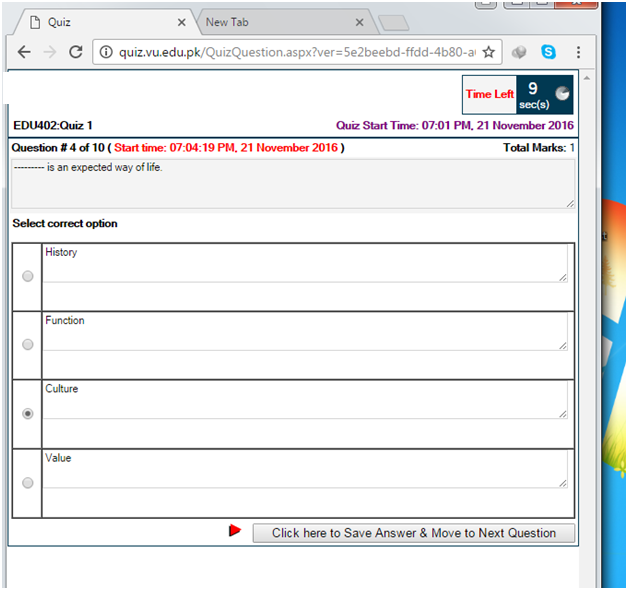 Quiz
New Tab
quiz.vu.edu.pk/QuizQuestion.aspx?ver=5e2beebd-ffdd-4b80-a
Time Left 9 sec(s)
EDU402:Quiz 1 Quiz Start Time: 07:01 PM, 21 November 2016
Question # 4 of 10 ( Start time: 07:04:19 PM, 21 November 2016 ) Total Marks: 1
--------- is an expected way of life.
Select correct option
History
Function
Culture
Value
Click here to Save Answer & Move to Next Question